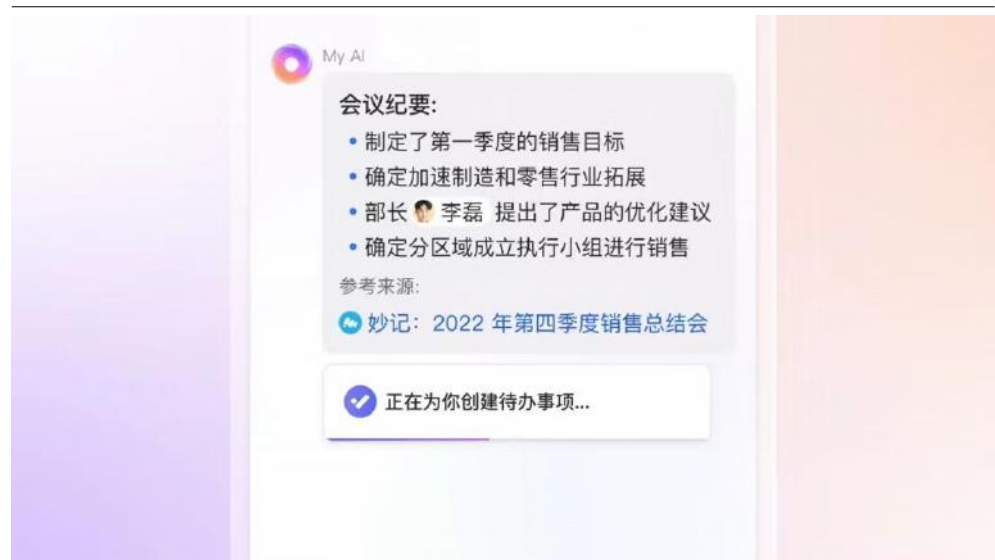 My AI
会议纪要:
• 制定了第一季度的销售目标
• 确定加速制造和零售行业拓展
• 部长 李磊 提出了产品的优化建议
• 确定分区域成立执行小组进行销售
参考来源:
妙记：2022 年第四季度销售总结会
正在为你创建待办事项...